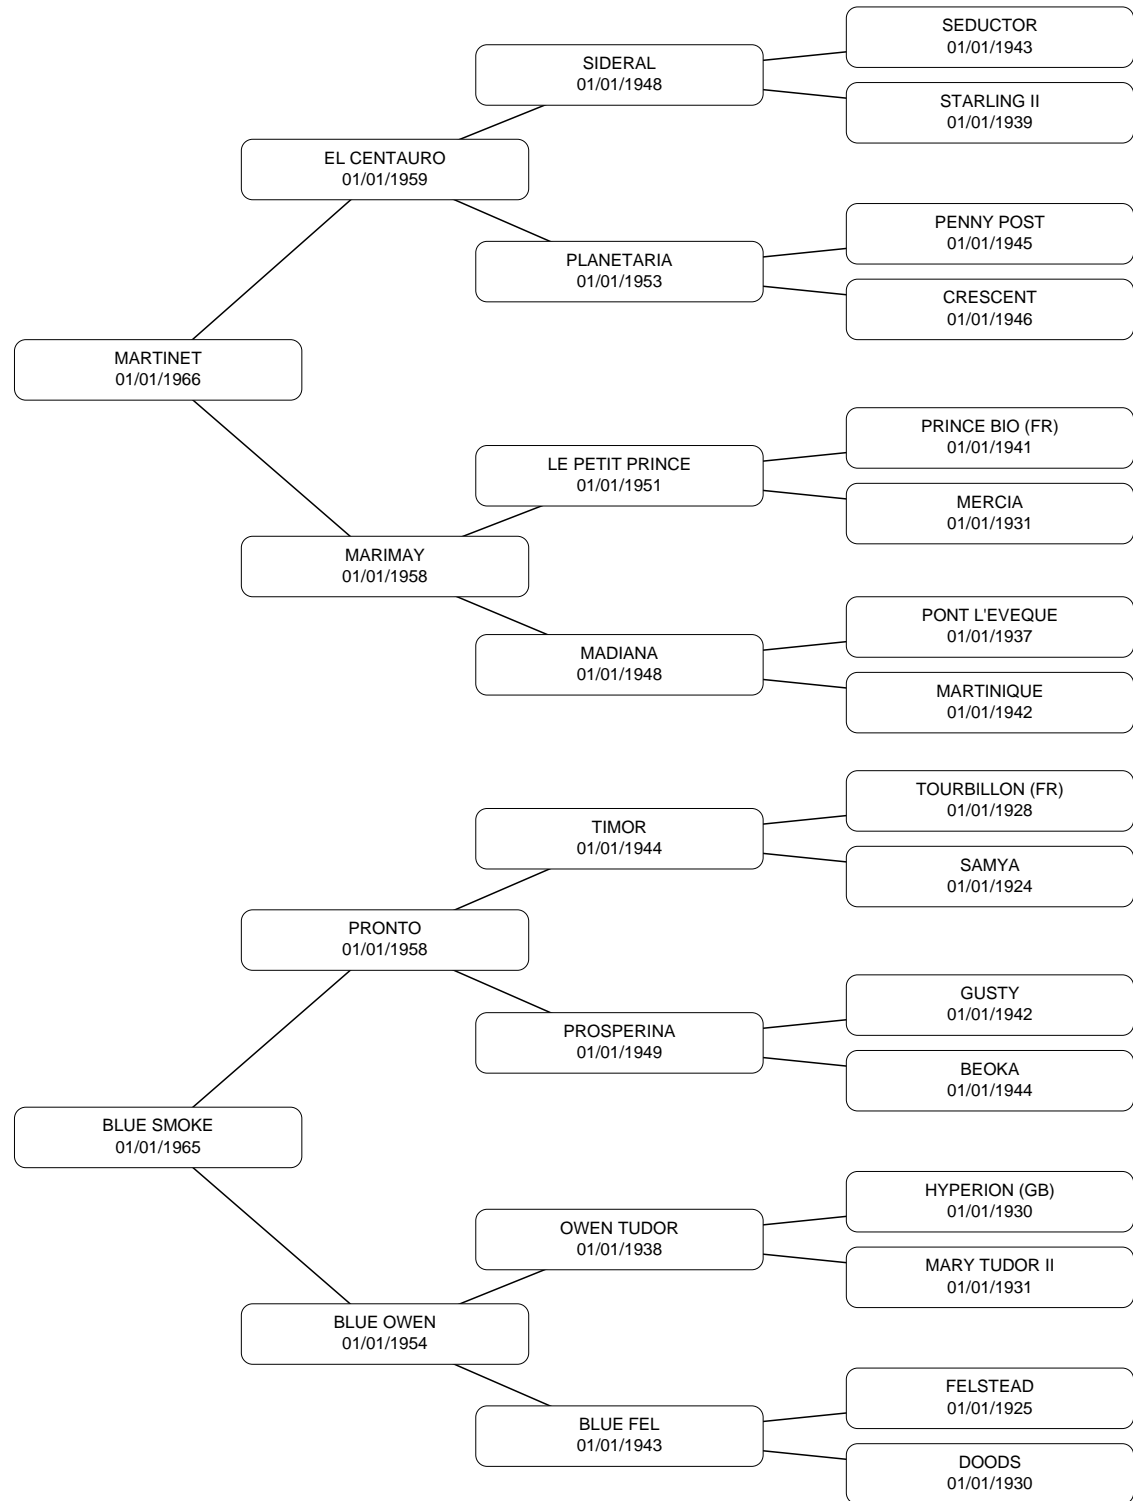 SEDUCTOR
01/01/1943
SIDERAL
01/01/1948
STARLING II
01/01/1939
EL CENTAURO
01/01/1959
PENNY POST
01/01/1945
PLANETARIA
01/01/1953
CRESCENT
01/01/1946
MARTINET
01/01/1966
PRINCE BIO (FR)
01/01/1941
LE PETIT PRINCE
01/01/1951
MERCIA
01/01/1931
MARIMAY
01/01/1958
PONT L'EVEQUE
01/01/1937
MADIANA
01/01/1948
MARTINIQUE
01/01/1942
TOURBILLON (FR)
01/01/1928
TIMOR
01/01/1944
SAMYA
01/01/1924
PRONTO
01/01/1958
GUSTY
01/01/1942
PROSPERINA
01/01/1949
BEOKA
01/01/1944
BLUE SMOKE
01/01/1965
HYPERION (GB)
01/01/1930
OWEN TUDOR
01/01/1938
MARY TUDOR II
01/01/1931
BLUE OWEN
01/01/1954
FELSTEAD
01/01/1925
BLUE FEL
01/01/1943
DOODS
01/01/1930